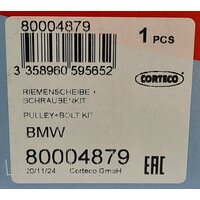 80004879
1 PCS
3 358960 595652
CORTECO
RIEMENSCHEIBE +
SCHRAUBENKIT
PULLEY+BOLT KIT
BMW
80004879
EAC
20/11/24 Corteco GmbH